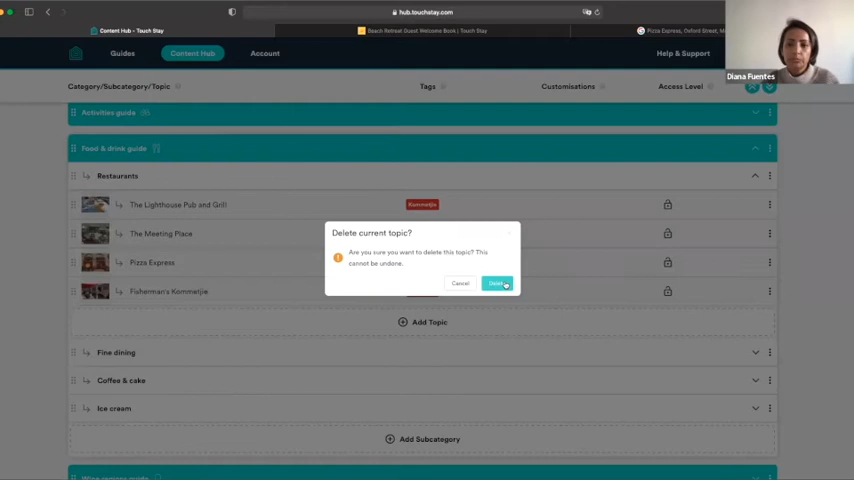 hub.touchstay.com
Content Hub - Touch Stay
Beach Retreat Guest Welcome Book | Touch Stay
Pizza Express, Oxford Street,
Guides
Content Hub
Account
Help & Support
Diana Fuentes
Category/Subcategory/Topic
Tags
Customisations
Access Level
Activities guide
Food & drink guide
Restaurants
The Lighthouse Pub and Grill
Kommetjie
The Meeting Place
Pizza Express
Fisherman's Kommetjie
Delete current topic?
Are you sure you want to delete this topic? This
cannot be undone.
Cancel
Delete
Add Topic
Fine dining
Coffee & cake
Ice cream
Add Subcategory